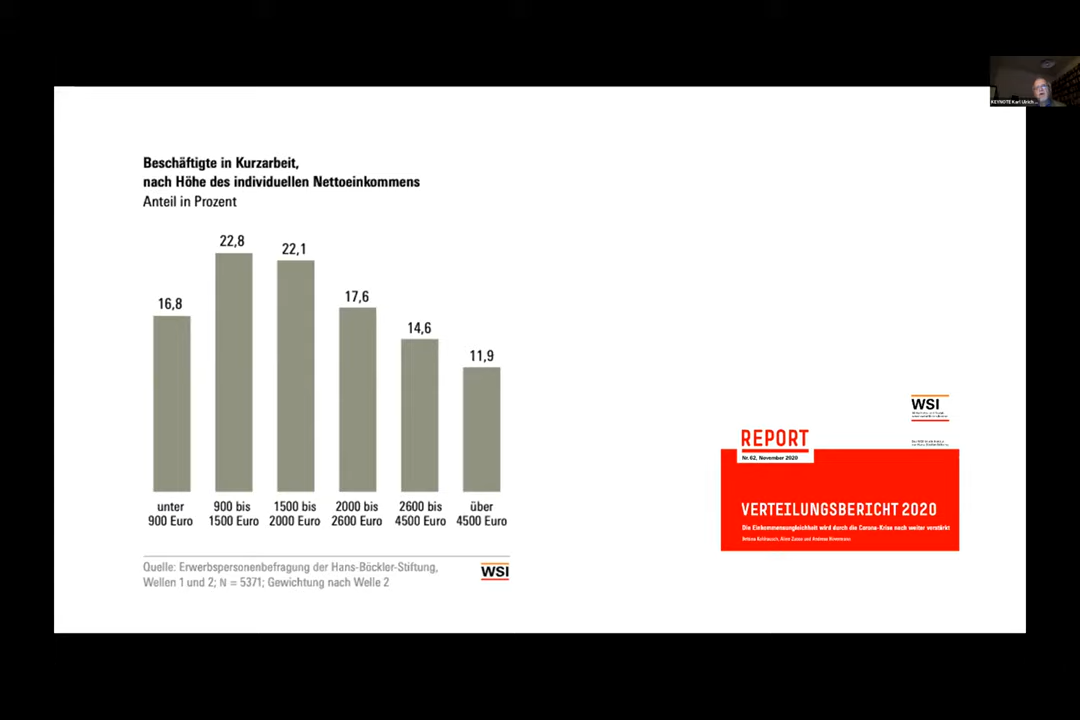 KEYNOTE Karl Ulrich...
Beschäftigte in Kurzarbeit,
nach Höhe des individuellen Nettoeinkommens
Anteil in Prozent
16,8
22,8
22,1
17,6
14,6
11,9
unter
900 Euro
900 bis
1500 Euro
1500 bis
2000 Euro
2000 bis
2600 Euro
2600 bis
4500 Euro
über
4500 Euro
Quelle: Erwerbspersonenbefragung der Hans-Böckler-Stiftung,
Wellen 1 und 2; N = 5371; Gewichtung nach Welle 2
WSI
WSI
REPORT
Nr. 62, November 2020
VERTEILUNGSBERICHT 2020
Die Einkommensungleichheit wird durch die Corona-Krise noch weiter verstärkt